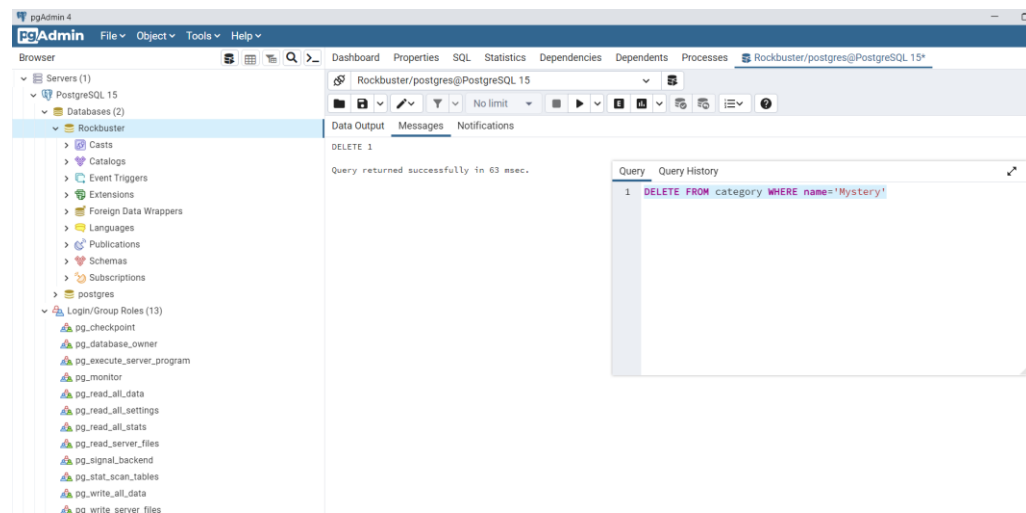 pgAdmin 4
pgAdmin File Object Tools Help
Browser
Servers (1)
PostgreSQL 15
Databases (2)
Rockbuster
Casts
Catalogs
Event Triggers
Extensions
Foreign Data Wrappers
Languages
Publications
Schemas
Subscriptions
postgres
Login/Group Roles (13)
pg_checkpoint
pg_database_owner
pg_execute_server_program
pg_monitor
pg_read_all_data
pg_read_all_settings
pg_read_all_stats
pg_read_server_files
pg_signal_backend
pg_stat_scan_tables
pg_write_all_data
pg_write_server_files
Dashboard Properties SQL Statistics Dependencies Dependents Processes Rockbuster/postgres@PostgreSQL 15*
Rockbuster/postgres@PostgreSQL 15
No limit
E
Data Output Messages Notifications
DELETE 1
Query returned successfully in 63 msec.
Query Query History
1 DELETE FROM category WHERE name='Mystery'